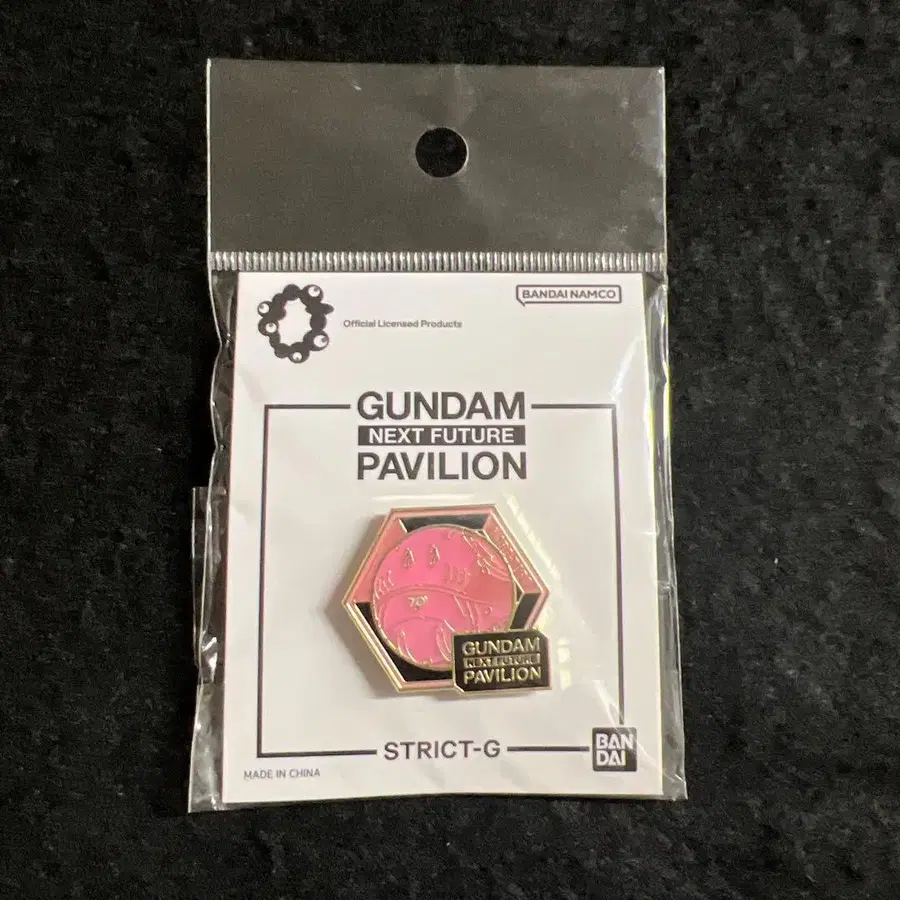 BANDAI NAMCO
Official Licensed Products
GUNDAM
NEXT FUTURE
PAVILION
GUNDAM
NEXT FUTURE
PAVILION
STRICT-G
BAN
DAI
MADE IN CHINA